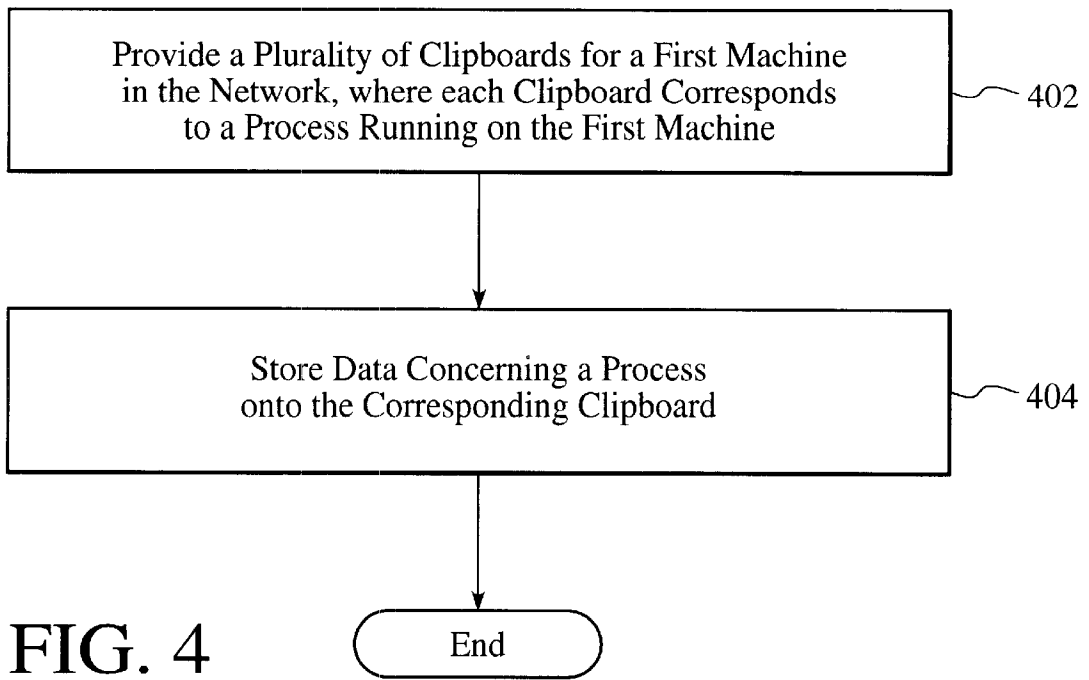 Provide a Plurality of Clipboards for a First Machine
in the Network, where each Clipboard Corresponds
to a Process Running on the First Machine
402
Store Data Concerning a Process
onto the Corresponding Clipboard
404
End
FIG. 4